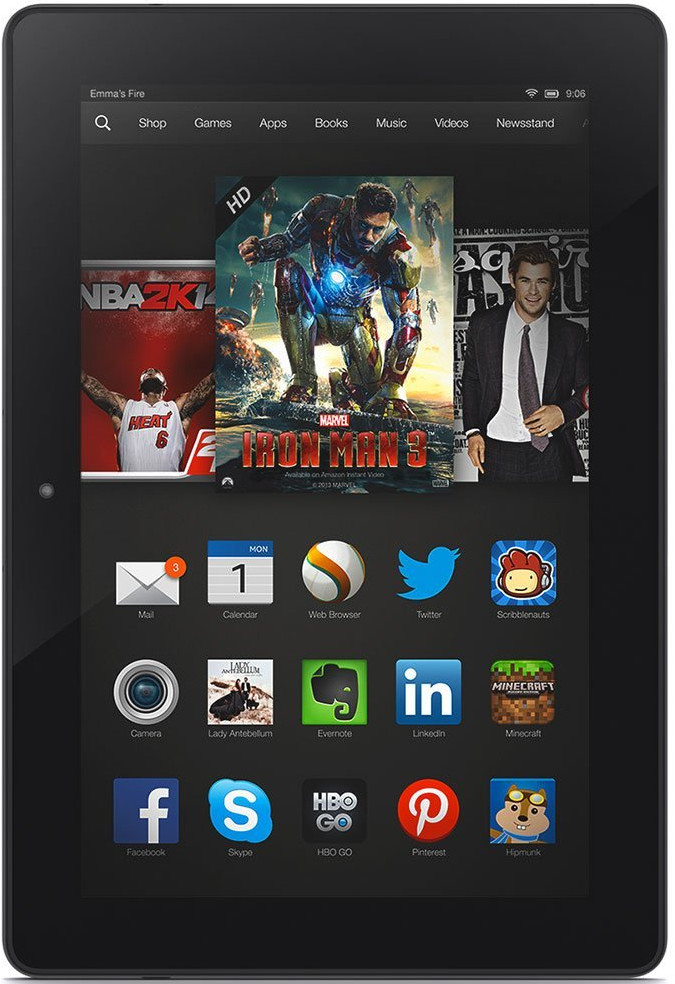 Emma's Fire
9:06
Shop Games Apps Books Music Videos Newsstand
HD
NBA2K14
HEAT
6
MARVEL
IRON MAN 3
Available on Amazon Instant Video
© 2013 MARVEL
Esquire
3
Mail
MON
1
Calendar
Web Browser
Twitter
Scribblenauts
Camera
LADY
ANTEBELLUM
Lady Antebellum
Evernote
in
LinkedIn
MINECRAFT
Minecraft
f
Facebook
S
Skype
HBO
GO
HBO GO
P
Pinterest
Hipmunk